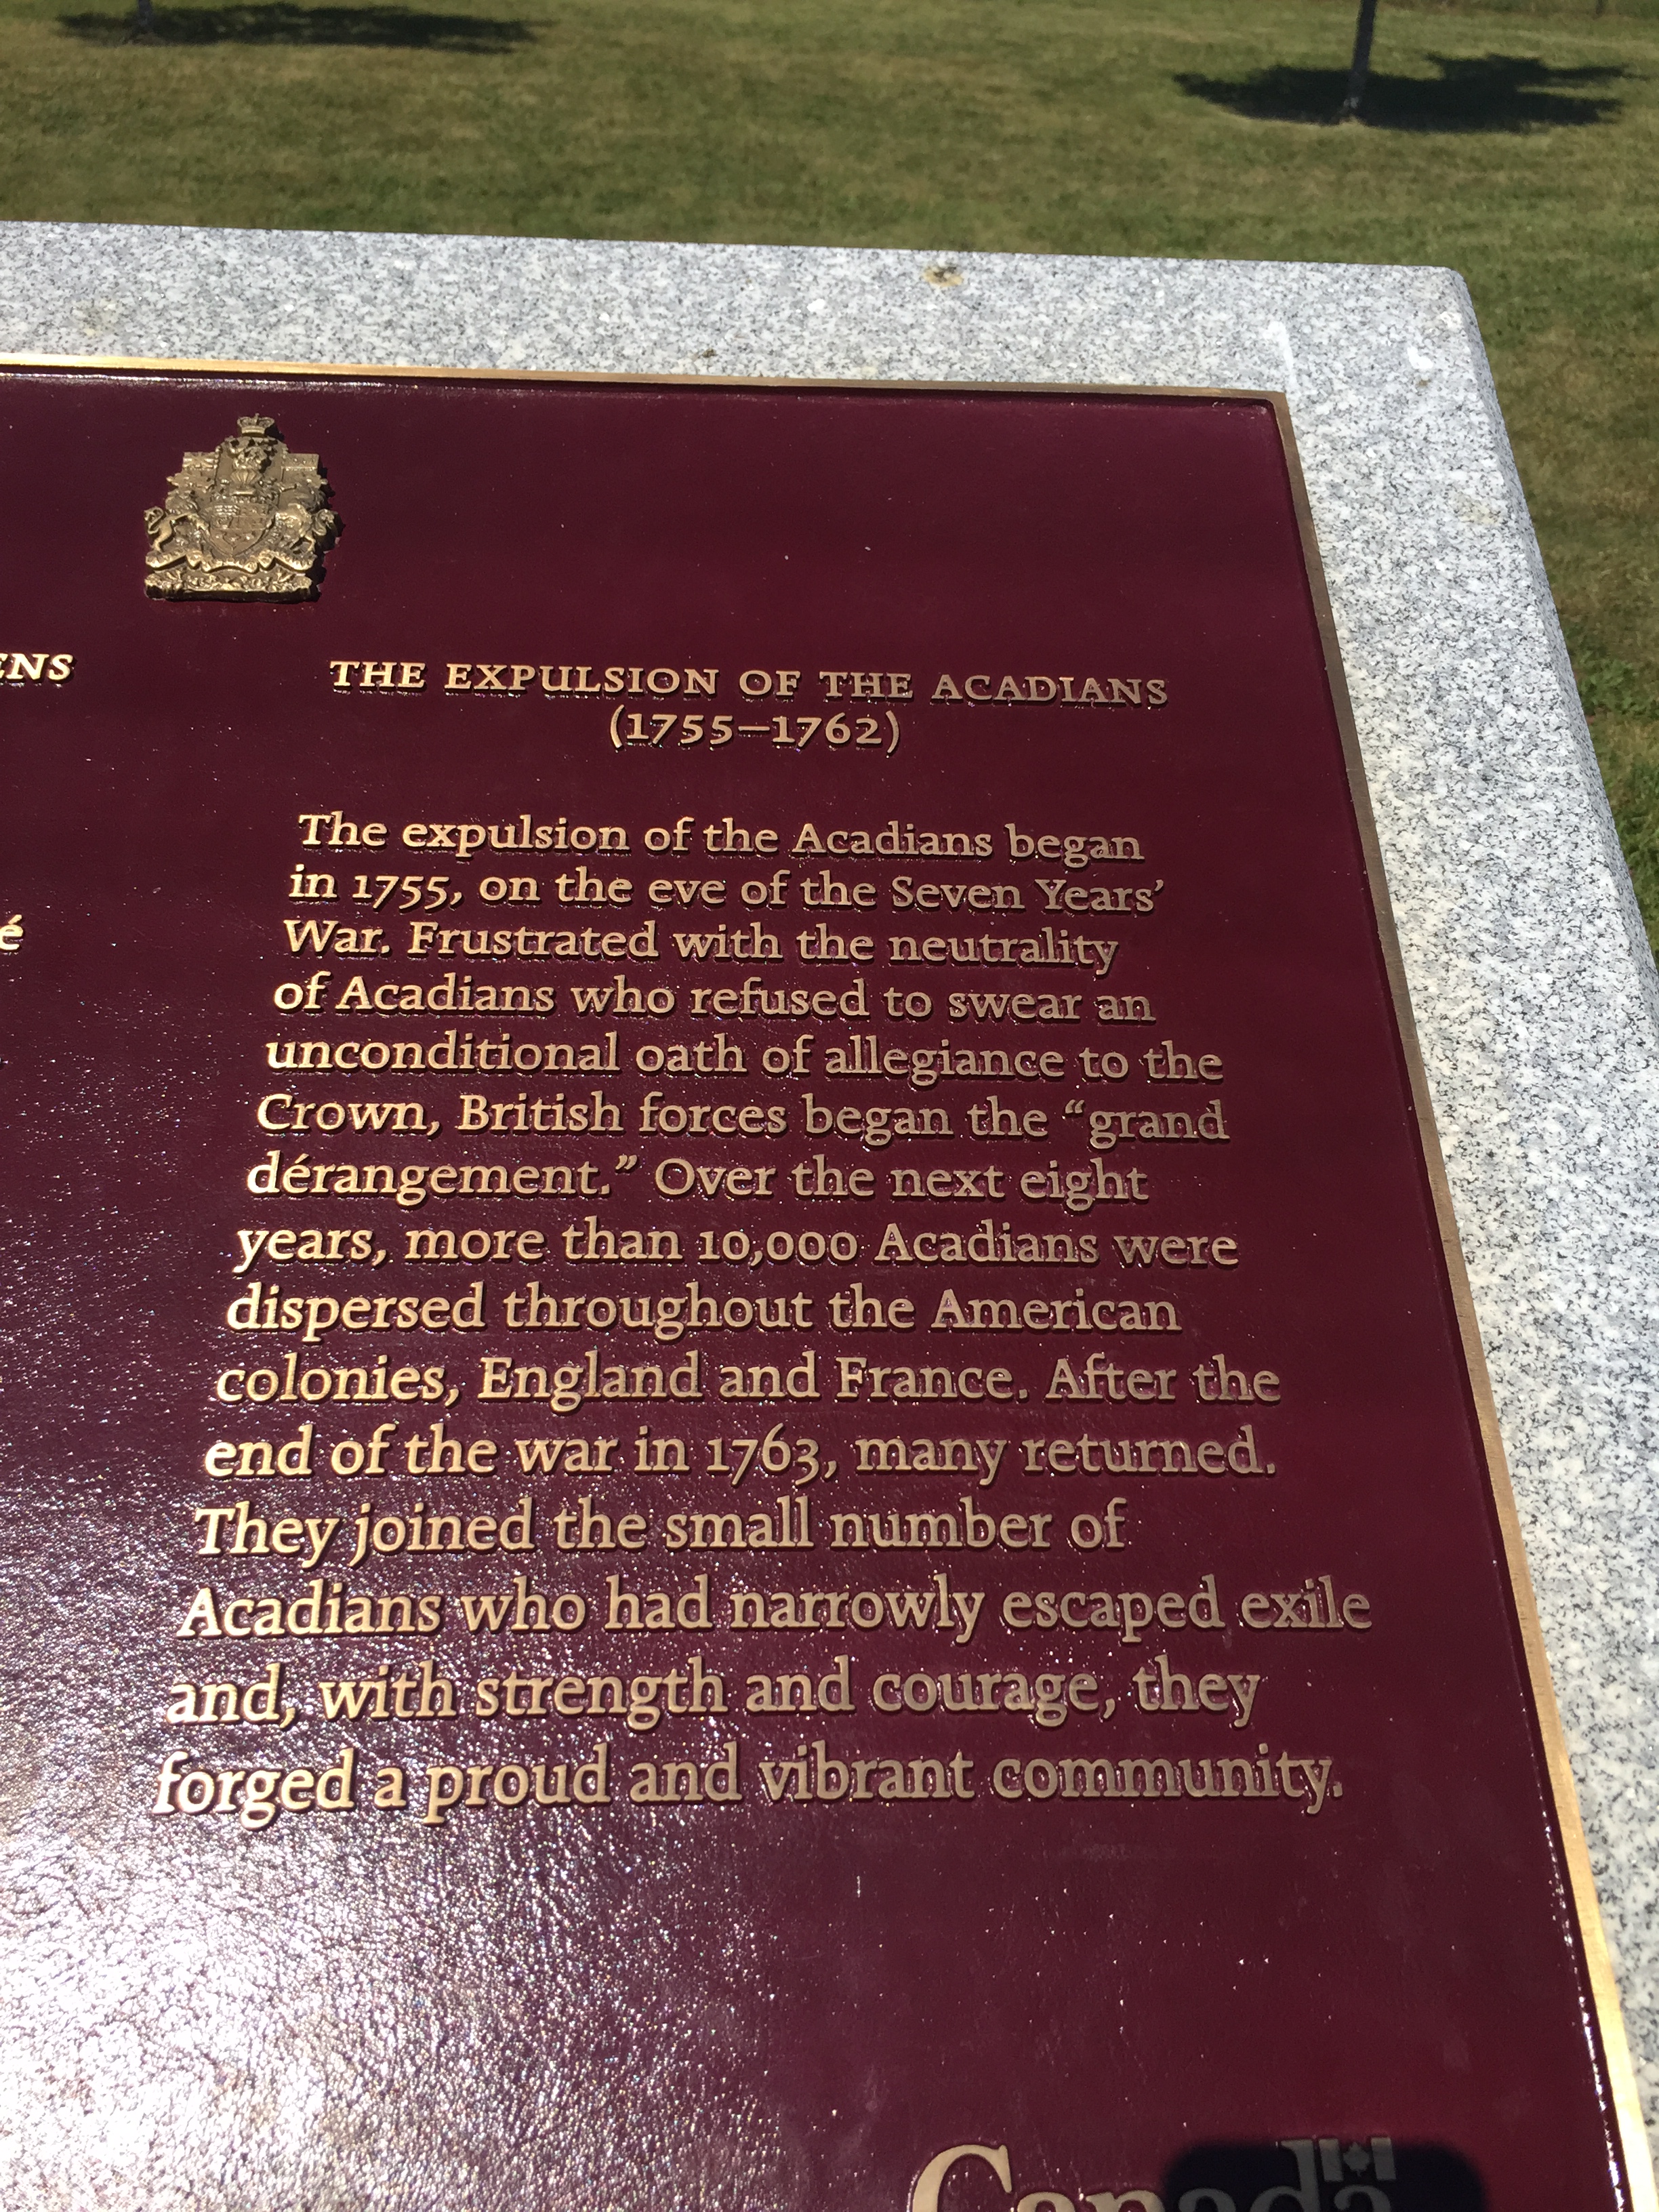 ENS
é
THE EXPULSION OF THE ACADIANS
(1755–1762)
The expulsion of the Acadians began
in 1755, on the eve of the Seven Years’
War. Frustrated with the neutrality
of Acadians who refused to swear an
unconditional oath of allegiance to the
Crown, British forces began the “grand
dérangement.” Over the next eight
years, more than 10,000 Acadians were
dispersed throughout the American
colonies, England and France. After the
end of the war in 1763, many returned.
They joined the small number of
Acadians who had narrowly escaped exile
and, with strength and courage, they
forged a proud and vibrant community.
Canada